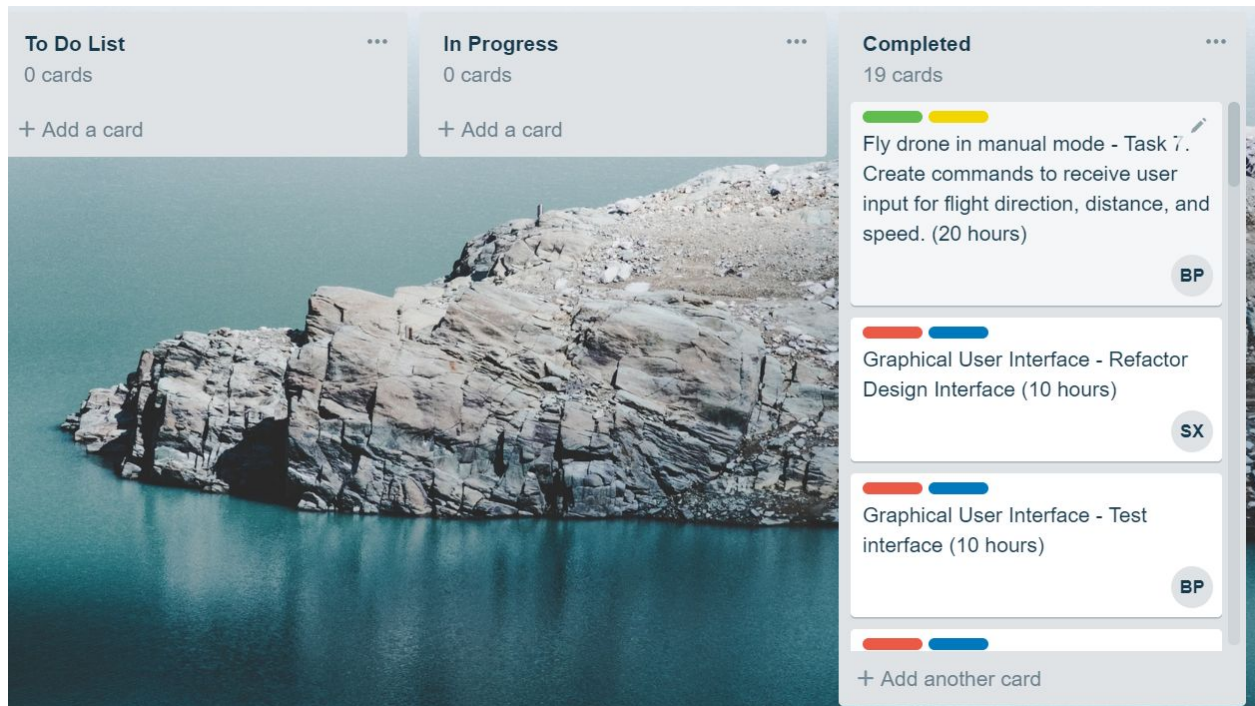 To Do List
0 cards
+ Add a card
In Progress
0 cards
+ Add a card
Completed
19 cards
Fly drone in manual mode - Task 7.
Create commands to receive user
input for flight direction, distance, and
speed. (20 hours)
BP
Graphical User Interface - Refactor
Design Interface (10 hours)
SX
Graphical User Interface - Test
interface (10 hours)
BP
+ Add another card